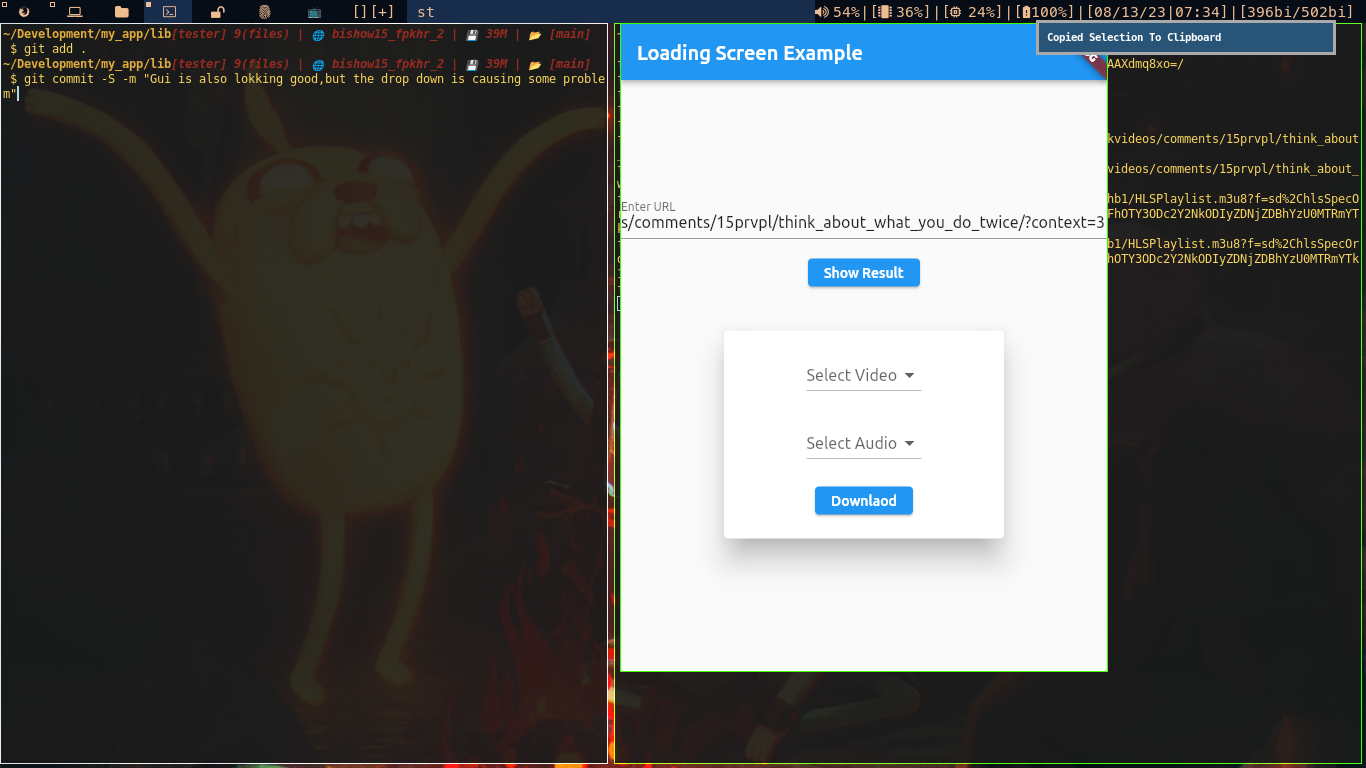 [][+]
st
54%|[ 36%]|[ 24%]|[ 100%]|[08/13/23|07:34]|[396bi/502bi]
~/Development/my_app/lib[tester] 9(files) | bishow15_fpkhr_2 | 39M | [main]
$ git add .
~/Development/my_app/lib[tester] 9(files) | bishow15_fpkhr_2 | 39M | [main]
$ git commit -S -m "Gui is also lokking good,but the drop down is causing some proble
m"
Copied Selection To Clipboard
Loading Screen Example
AAXdmq8xo=/
kvideos/comments/15prvpl/think_about
videos/comments/15prvpl/think_about_
hb1/HLSPlaylist.m3u8?f=sd%2ChlsSpecO
FhOTY3ODc2Y2NkODIyZDNjZDBhYzU0MTRmYT
b1/HLSPlaylist.m3u8?f=sd%2ChlsSpecOr
hOTY3ODc2Y2NkODIyZDNjZDBhYzU0MTRmYTk
Enter URL
s/comments/15prvpl/think_about_what_you_do_twice/?context=3
Show Result
Select Video
Select Audio
Downlaod